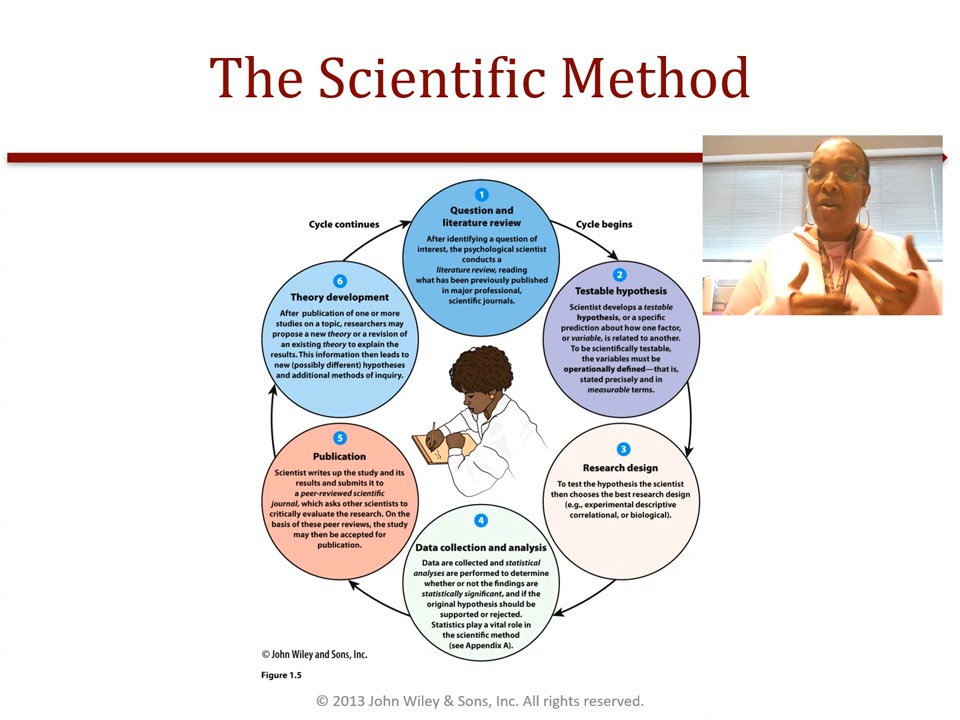 The Scientific Method
Cycle continues
Cycle begins
1
Question and
literature review
After identifying a question of
interest, the psychological scientist
conducts a
literature review, reading
what has been previously published
in major professional,
scientific journals.
2
Testable hypothesis
Scientist develops a testable
hypothesis, or a specific
prediction about how one factor,
or variable, is related to another.
To be scientifically testable,
the variables must be
operationally defined—that is,
stated precisely and in
measurable terms.
3
Research design
To test the hypothesis the scientist
then chooses the best research design
(e.g., experimental descriptive
correlational, or biological).
4
Data collection and analysis
Data are collected and statistical
analyses are performed to determine
whether or not the findings are
statistically significant, and if the
original hypothesis should be
supported or rejected.
Statistics play a vital role in
the scientific method
(see Appendix A).
5
Publication
Scientist writes up the study and its
results and submits it to
a peer-reviewed scientific
journal, which asks other scientists to
critically evaluate the research. On the
basis of these peer reviews, the study
may then be accepted for
publication.
6
Theory development
After publication of one or more
studies on a topic, researchers may
propose a new theory or a revision of
an existing theory to explain the
results. This information then leads to
new (possibly different) hypotheses
and additional methods of inquiry.
© John Wiley and Sons, Inc.
Figure 1.5
© 2013 John Wiley & Sons, Inc. All rights reserved.